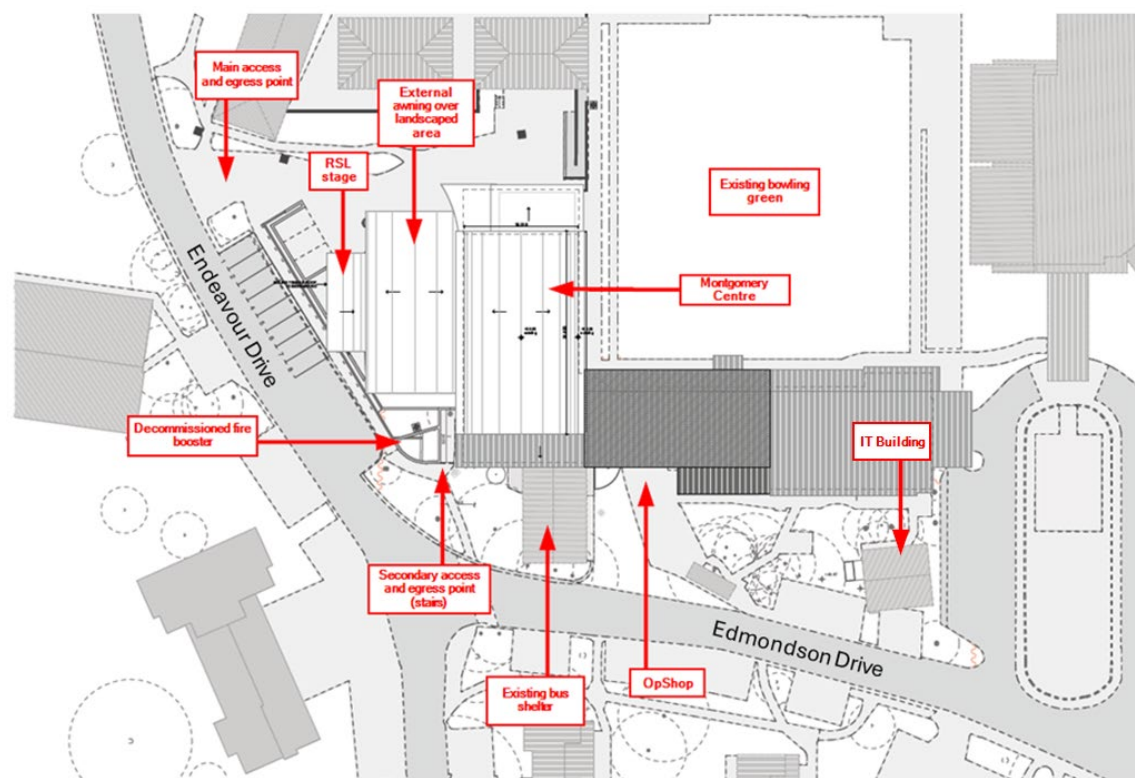 Main access
and egress point
External
awning over
landscaped
area
RSL
stage
Existing bowling
green
Montgomery
Centre
Endeavour Drive
Decommissioned fire
booster
IT Building
Secondary access
and egress point
(stairs)
Edmondson Drive
OpShop
Existing bus
shelter